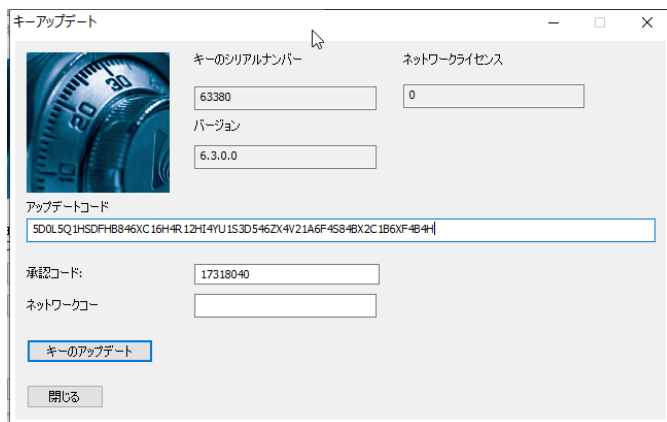 キーアップデート
キーのシリアルナンバー
ネットワークライセンス
63380
0
バージョン
6.3.0.0
アップデートコード
5D0L5Q1HSDFHB846XC16H4R12HI4YU1S3D546ZX4V21A6F4S84BX2C1B6XF4B4H
承認コード:
17318040
ネットワークコー
キーのアップデート
閉じる